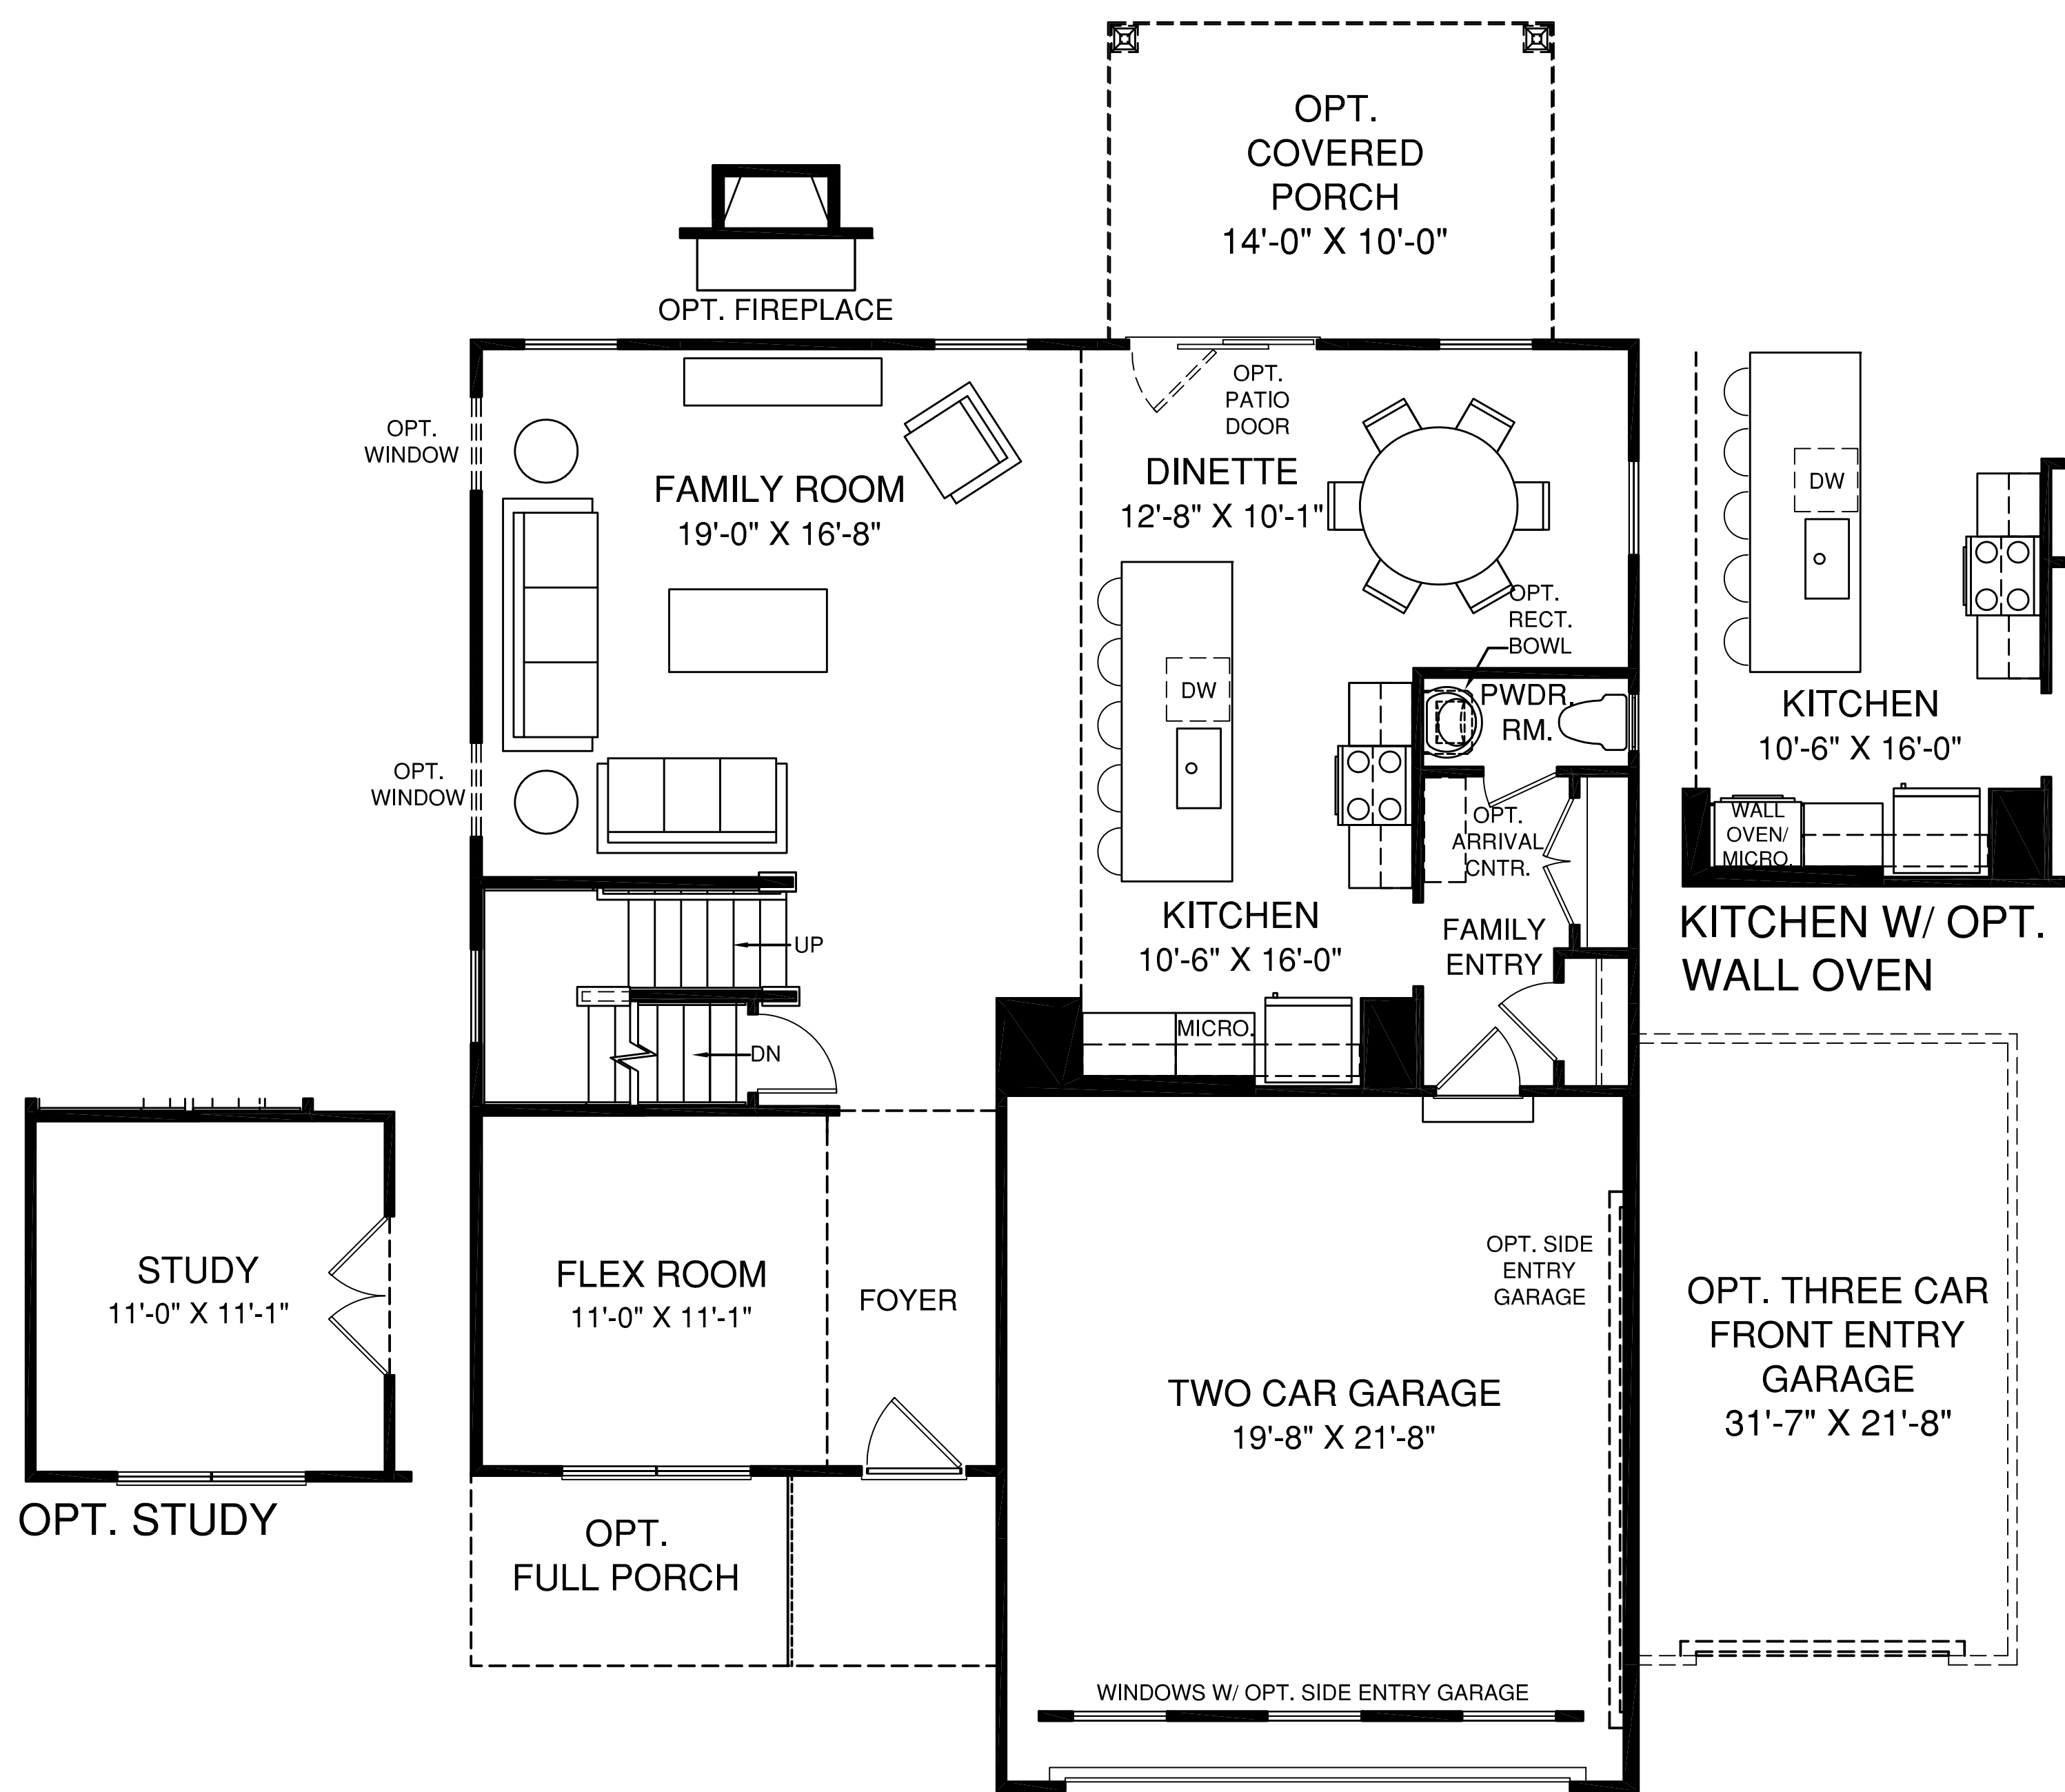 OPT.
COVERED
PORCH
14'-0" X 10'-0"
OPT. FIREPLACE
OPT.
PATIO
DOOR
OPT.
WINDOW
FAMILY ROOM
19'-0" X 16'-8"
DINETTE
12'-8" X 10'-1"
OPT.
RECT.
BOWL
DW
PWDR.
RM.
OPT.
WINDOW
OPT.
ARRIVAL
CNTR.
KITCHEN
10'-6" X 16'-0"
FAMILY
ENTRY
UP
DN
MICRO.
DW
KITCHEN
10'-6" X 16'-0"
WALL
OVEN/
MICRO.
KITCHEN W/ OPT.
WALL OVEN
STUDY
11'-0" X 11'-1"
OPT. STUDY
FLEX ROOM
11'-0" X 11'-1"
FOYER
OPT. SIDE
ENTRY
GARAGE
TWO CAR GARAGE
19'-8" X 21'-8"
OPT. THREE CAR
FRONT ENTRY
GARAGE
31'-7" X 21'-8"
OPT.
FULL PORCH
WINDOWS W/ OPT. SIDE ENTRY GARAGE